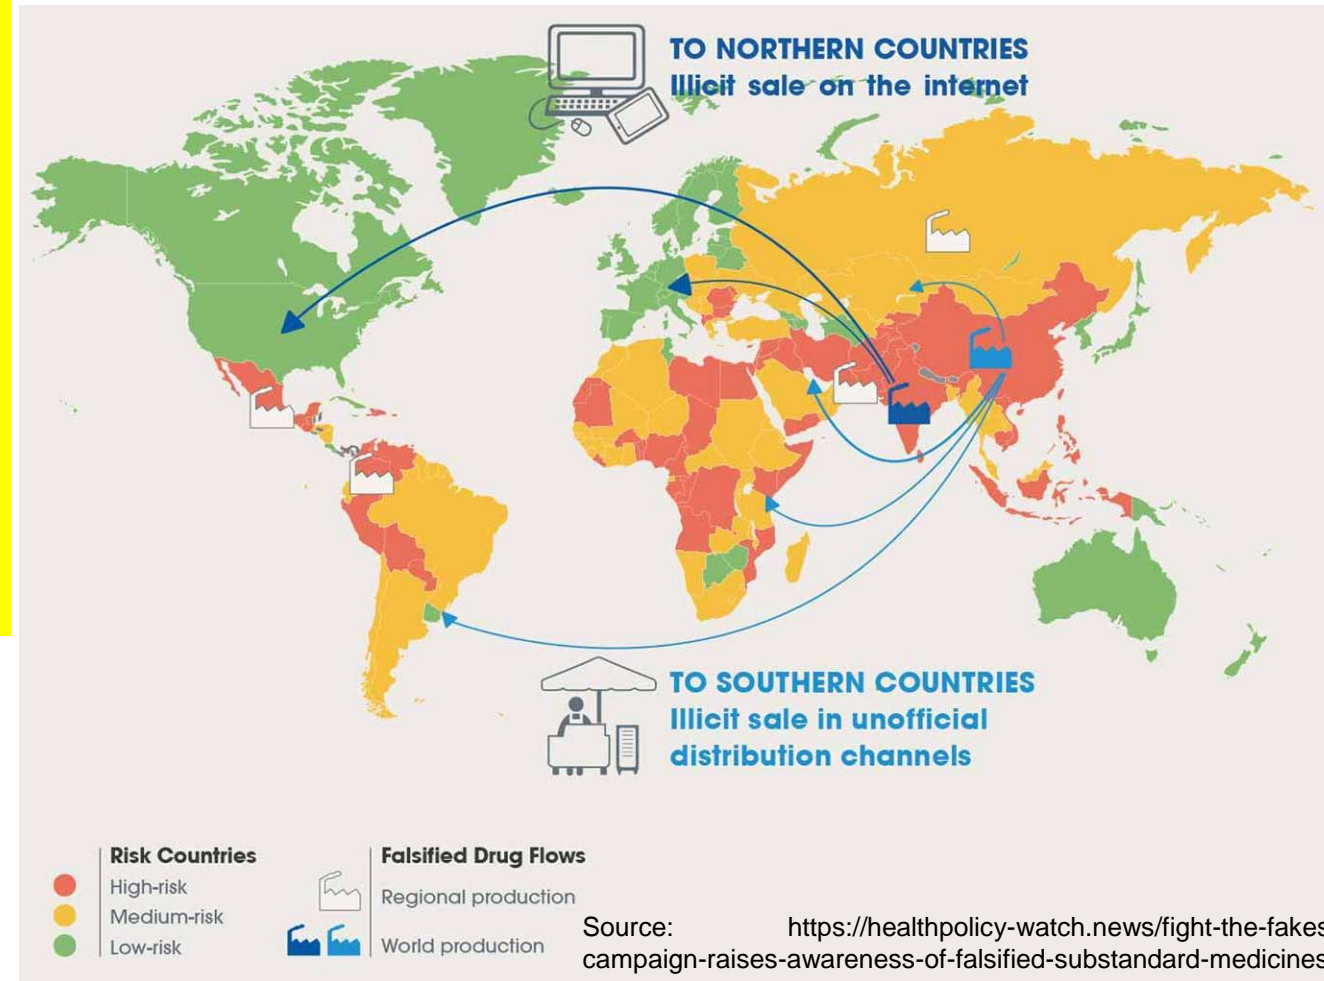 TO NORTHERN COUNTRIES
Illicit sale on the internet
TO SOUTHERN COUNTRIES
Illicit sale in unofficial
distribution channels
Risk Countries
High-risk
Medium-risk
Low-risk
Falsified Drug Flows
Regional production
World production
Source: https://healthpolicy-watch.news/fight-the-fakes
campaign-raises-awareness-of-falsified-substandard-medicines